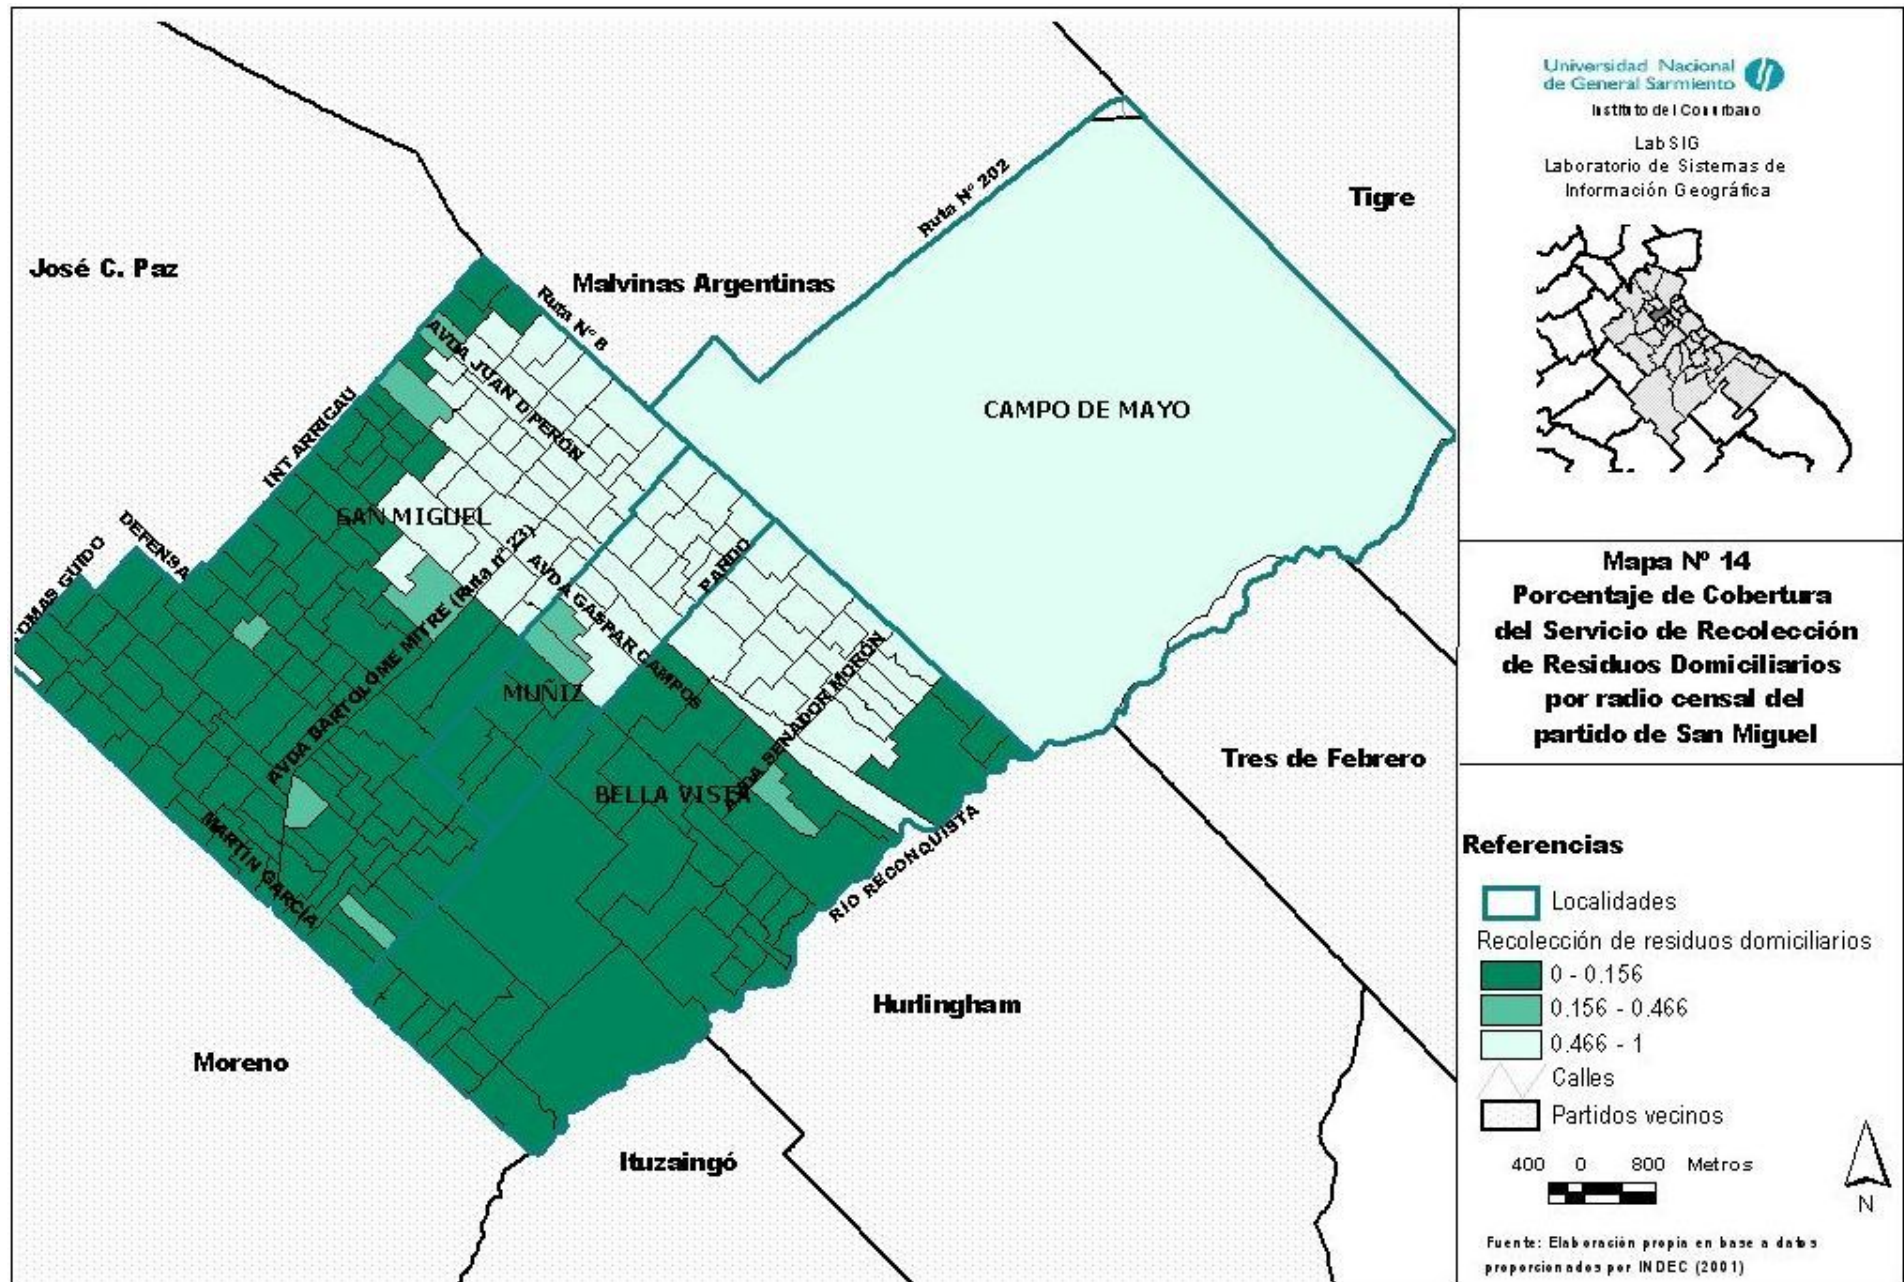 Tigre
José C. Paz
Malvinas Argentinas
Ruta Nº 202
Ruta Nº 8
AVDA JUAN D PERÓN
CAMPO DE MAYO
INT ARRICAU
SAN MIGUEL
DEFENSA
TOMAS GUIDO
AVDA BARTOLOME MITRE (Ruta nº 23)
AVDA GASPAR CAMPOS
PARDO
MUÑIZ
AVDA SENADOR MORÓN
BELLA VISTA
Tres de Febrero
MARTÍN GARCÍA
RÍO RECONQUISTA
Hurlingham
Moreno
Ituzaingó
Universidad Nacional
de General Sarmiento
Instituto del Conurbano
LabSIG
Laboratorio de Sistemas de
Información Geográfica
Mapa Nº 14
Porcentaje de Cobertura
del Servicio de Recolección
de Residuos Domiciliarios
por radio censal del
partido de San Miguel
Referencias
Localidades
Recolección de residuos domiciliarios
0 - 0.156
0.156 - 0.466
0.466 - 1
Calles
Partidos vecinos
400 0 800 Metros
N
Fuente: Elaboración propia en base a datos
proporcionados por INDEC (2001)